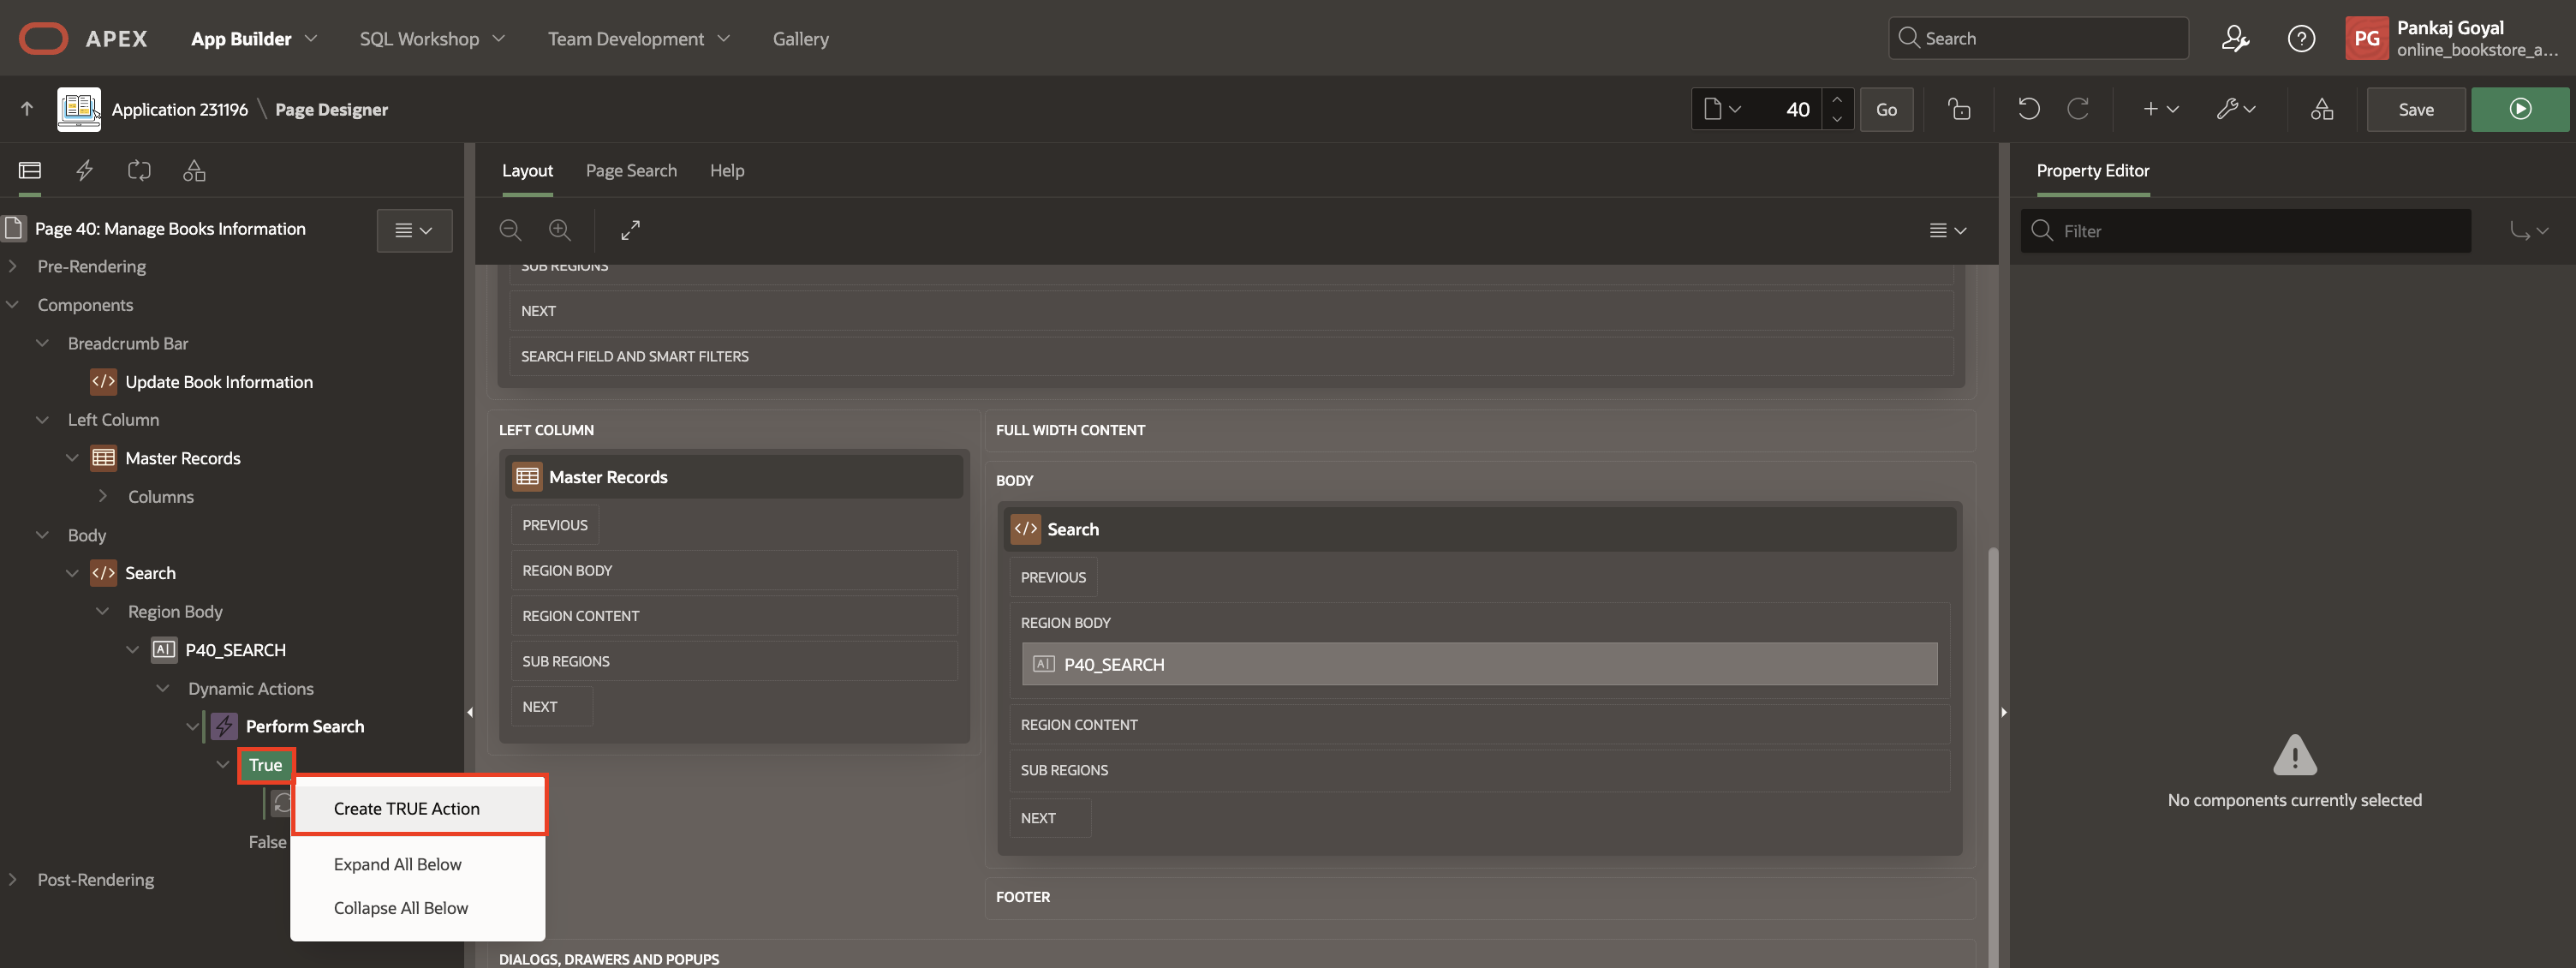 APEX App Builder SQL Workshop Team Development Gallery Search PG Pankaj Goyal
online_bookstore_a...
Application 231196 \ Page Designer 40 Go Save
Layout Page Search Help Property Editor
Page 40: Manage Books Information
Filter
Pre-Rendering
Components
Breadcrumb Bar
</> Update Book Information
Left Column
Master Records
Columns
Body
</> Search
Region Body
A| P40_SEARCH
Dynamic Actions
Perform Search
True
False
Post-Rendering
Create TRUE Action
Expand All Below
Collapse All Below
SUB REGIONS
NEXT
SEARCH FIELD AND SMART FILTERS
LEFT COLUMN
Master Records
PREVIOUS
REGION BODY
REGION CONTENT
SUB REGIONS
NEXT
FULL WIDTH CONTENT
BODY
</> Search
PREVIOUS
REGION BODY
A| P40_SEARCH
REGION CONTENT
SUB REGIONS
NEXT
FOOTER
DIALOGS, DRAWERS AND POPUPS
No components currently selected